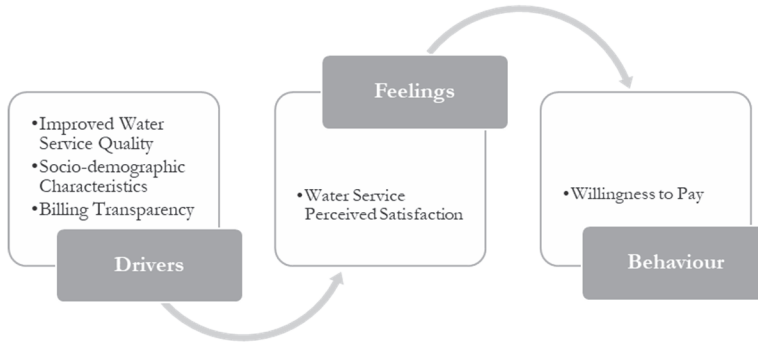 •Improved Water
Service Quality
•Socio-demographic
Characteristics
•Billing Transparency
Drivers
Feelings
•Water Service
Perceived Satisfaction
•Willingness to Pay
Behaviour